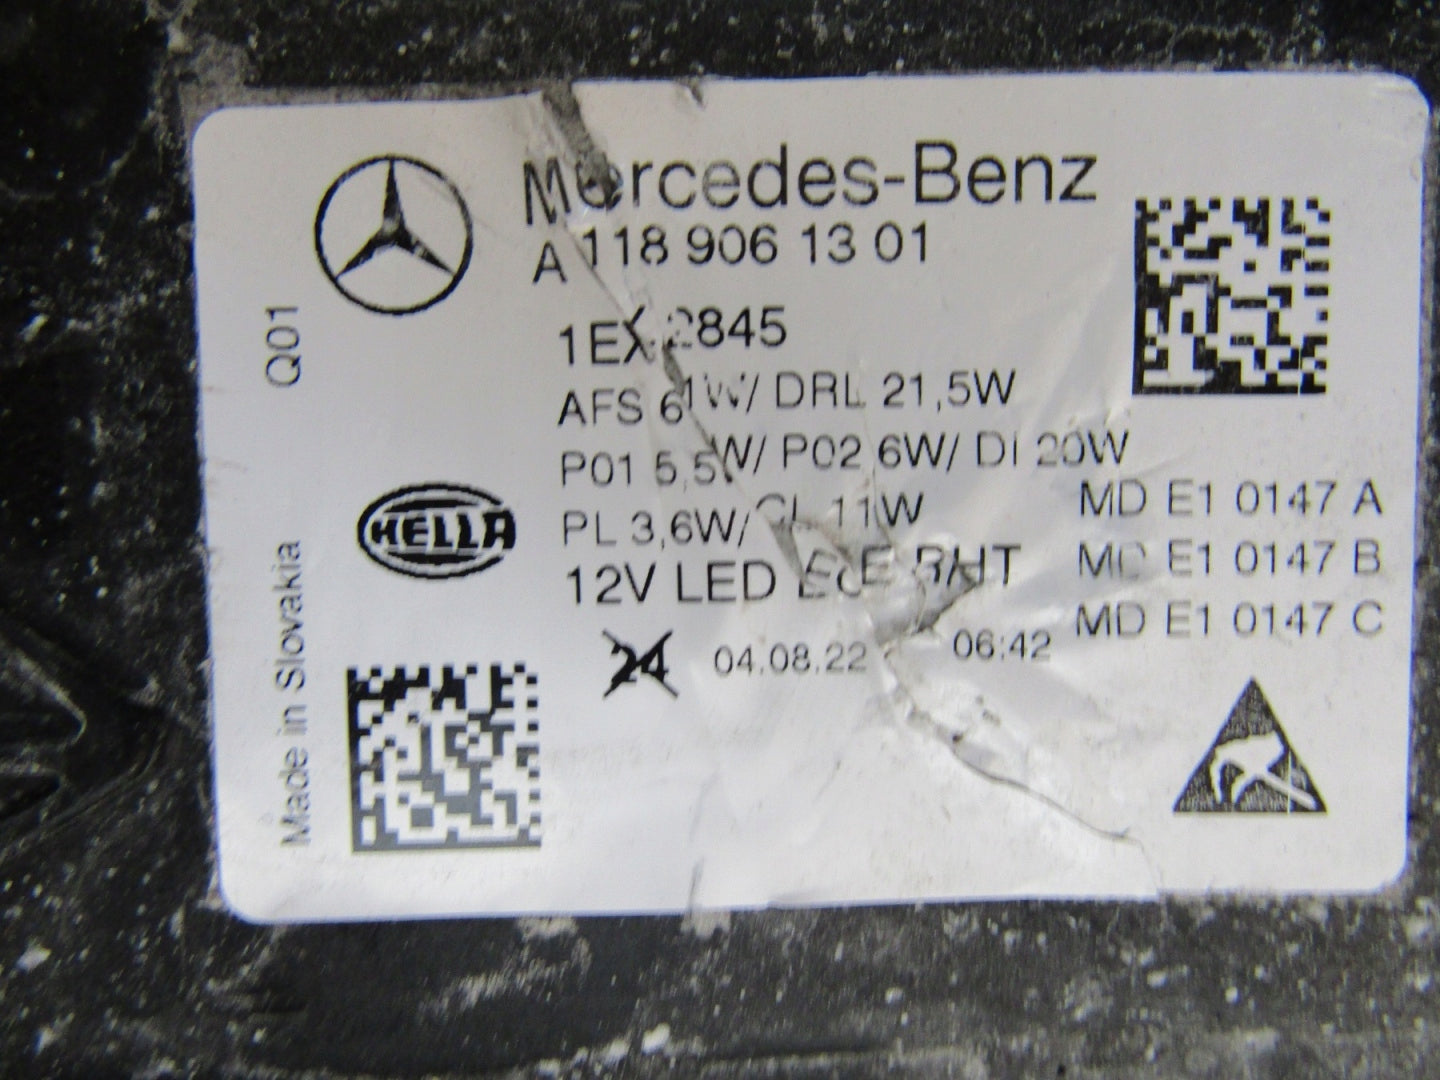 Mercedes-Benz
A 118 906 13 01
1EX 2845
AFS 61W/ DRL 21,5W
P01 5,5W/ P02 6W/ DI 20W
PL 3,6W/ CL 11W
12V LED ECE RHT
MD E1 0147 A
MD E1 0147 B
MD E1 0147 C
24 04.08.22 06:42
HELLA
Q01
Made in Slovakia